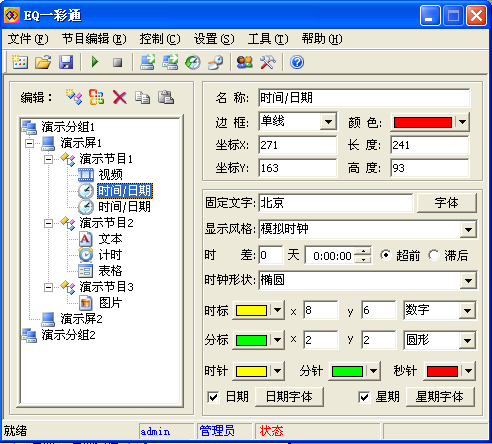 EQ一彩通
文件(F) 节目编辑(E) 控制(C) 设置(S) 工具(T) 帮助(H)
编辑:
演示分组1
演示屏1
演示节目1
视频
时间/日期
时间/日期
演示节目2
文本
计时
表格
演示节目3
图片
演示屏2
演示分组2
名 称: 时间/日期
边 框: 单线 颜 色:
坐标X: 271 长 度: 241
坐标Y: 163 高 度: 93
固定文字: 北京 字体
显示风格: 模拟时钟
时 差: 0 天 0:00:00 超前 滞后
时钟形状: 椭圆
时标 x 8 y 6 数字
分标 x 2 y 2 圆形
时针 分针 秒针
日期 日期字体 星期 星期字体
就绪 admin 管理员 状态